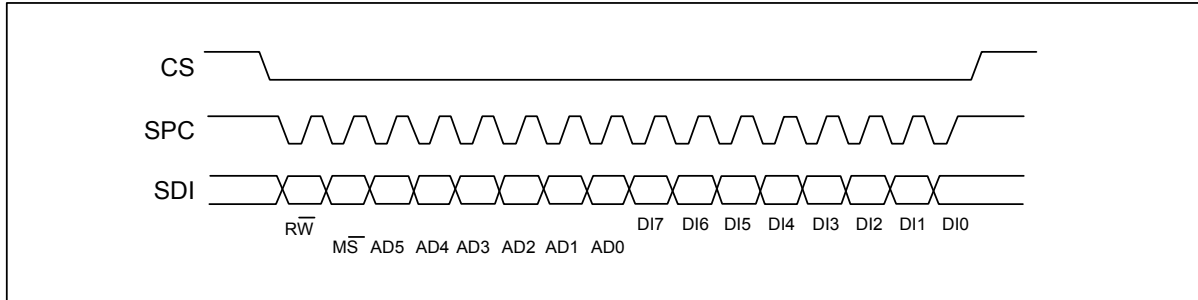 CS
SPC
SDI
RW̅ DI7 DI6 DI5 DI4 DI3 DI2 DI1 DI0
MS̅ AD5 AD4 AD3 AD2 AD1 AD0